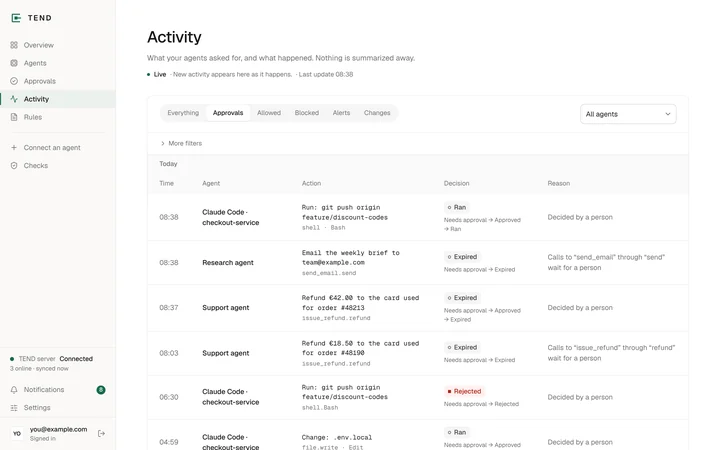 TEND
Overview
Agents
Approvals
Activity
Rules
Connect an agent
Checks
TEND server Connected
3 online · synced now
Notifications 8
Settings
YO
you@example.com
Signed in
Activity
What your agents asked for, and what happened. Nothing is summarized away.
Live · New activity appears here as it happens. · Last update 08:38
Everything Approvals Allowed Blocked Alerts Changes
All agents
More filters
Today
Time Agent Action Decision Reason
08:38
Claude Code ·
checkout-service
Run: git push origin
feature/discount-codes
shell · Bash
Ran
Needs approval → Approved
→ Ran
Decided by a person
08:38
Research agent
Email the weekly brief to
team@example.com
send_email.send
Expired
Needs approval → Expired
Calls to "send_email" through "send"
wait for a person
08:37
Support agent
Refund €42.00 to the card used
for order #48213
issue_refund.refund
Expired
Needs approval → Approved
→ Expired
Decided by a person
08:03
Support agent
Refund €18.50 to the card used
for order #48190
issue_refund.refund
Expired
Needs approval → Expired
Calls to "issue_refund" through "refund"
wait for a person
06:30
Claude Code ·
checkout-service
Run: git push origin
feature/discount-codes
shell.Bash
Rejected
Needs approval → Rejected
Decided by a person
04:59
Claude Code ·
checkout-service
Change: .env.local
file.write · Edit
Ran
Needs approval → Approved
Decided by a person